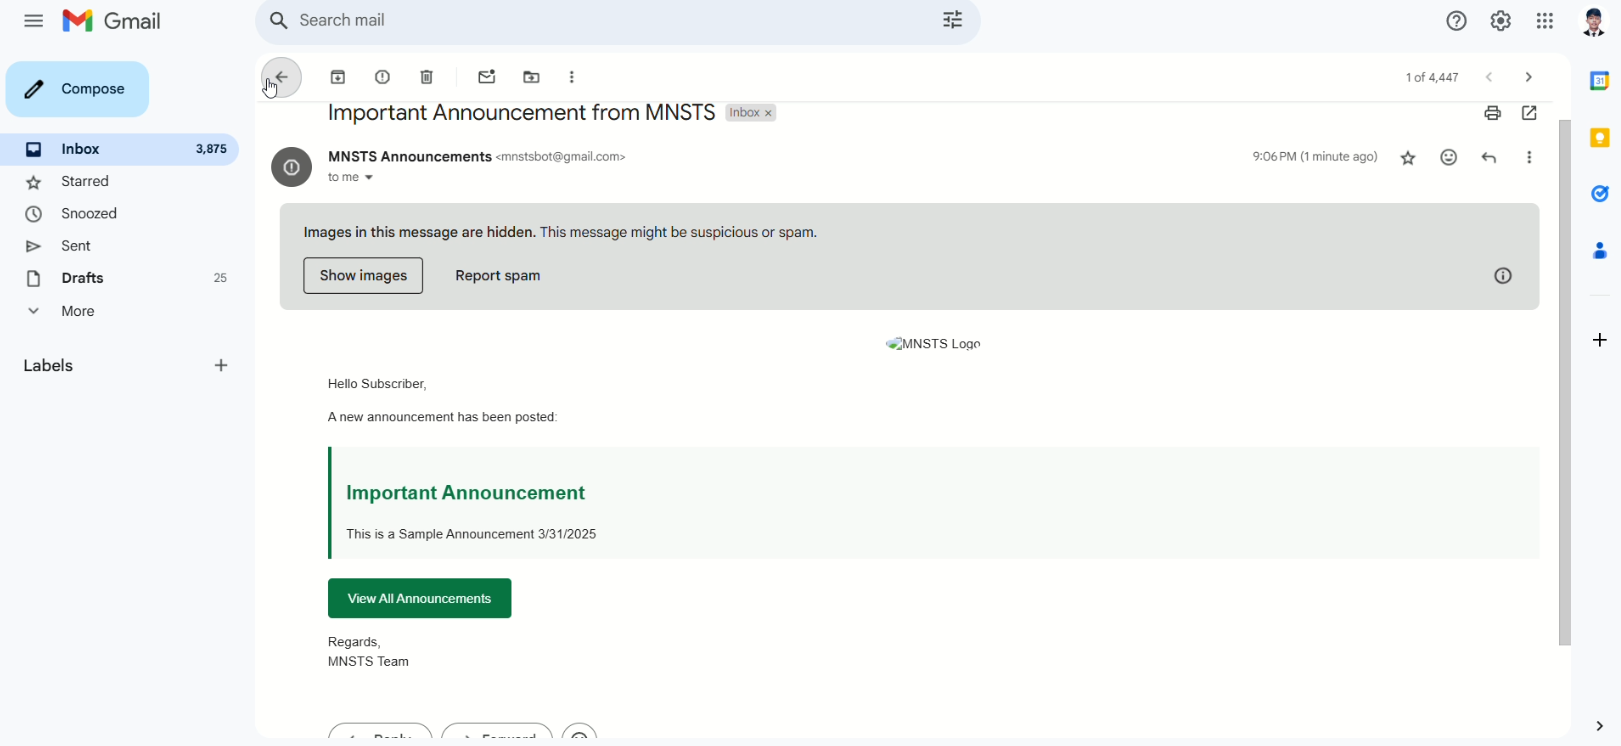 Gmail
Search mail
Compose
1 of 4,447
Important Announcement from MNSTS Inbox ×
Inbox 3,875
MNSTS Announcements <mnstsbot@gmail.com> 9:06 PM (1 minute ago)
to me
Starred
Snoozed
Sent
Drafts 25
More
Labels
Images in this message are hidden. This message might be suspicious or spam.
Show images Report spam
31
MNSTS Logo
Hello Subscriber,
A new announcement has been posted:
Important Announcement
This is a Sample Announcement 3/31/2025
View All Announcements
Regards,
MNSTS Team
Reply Forward